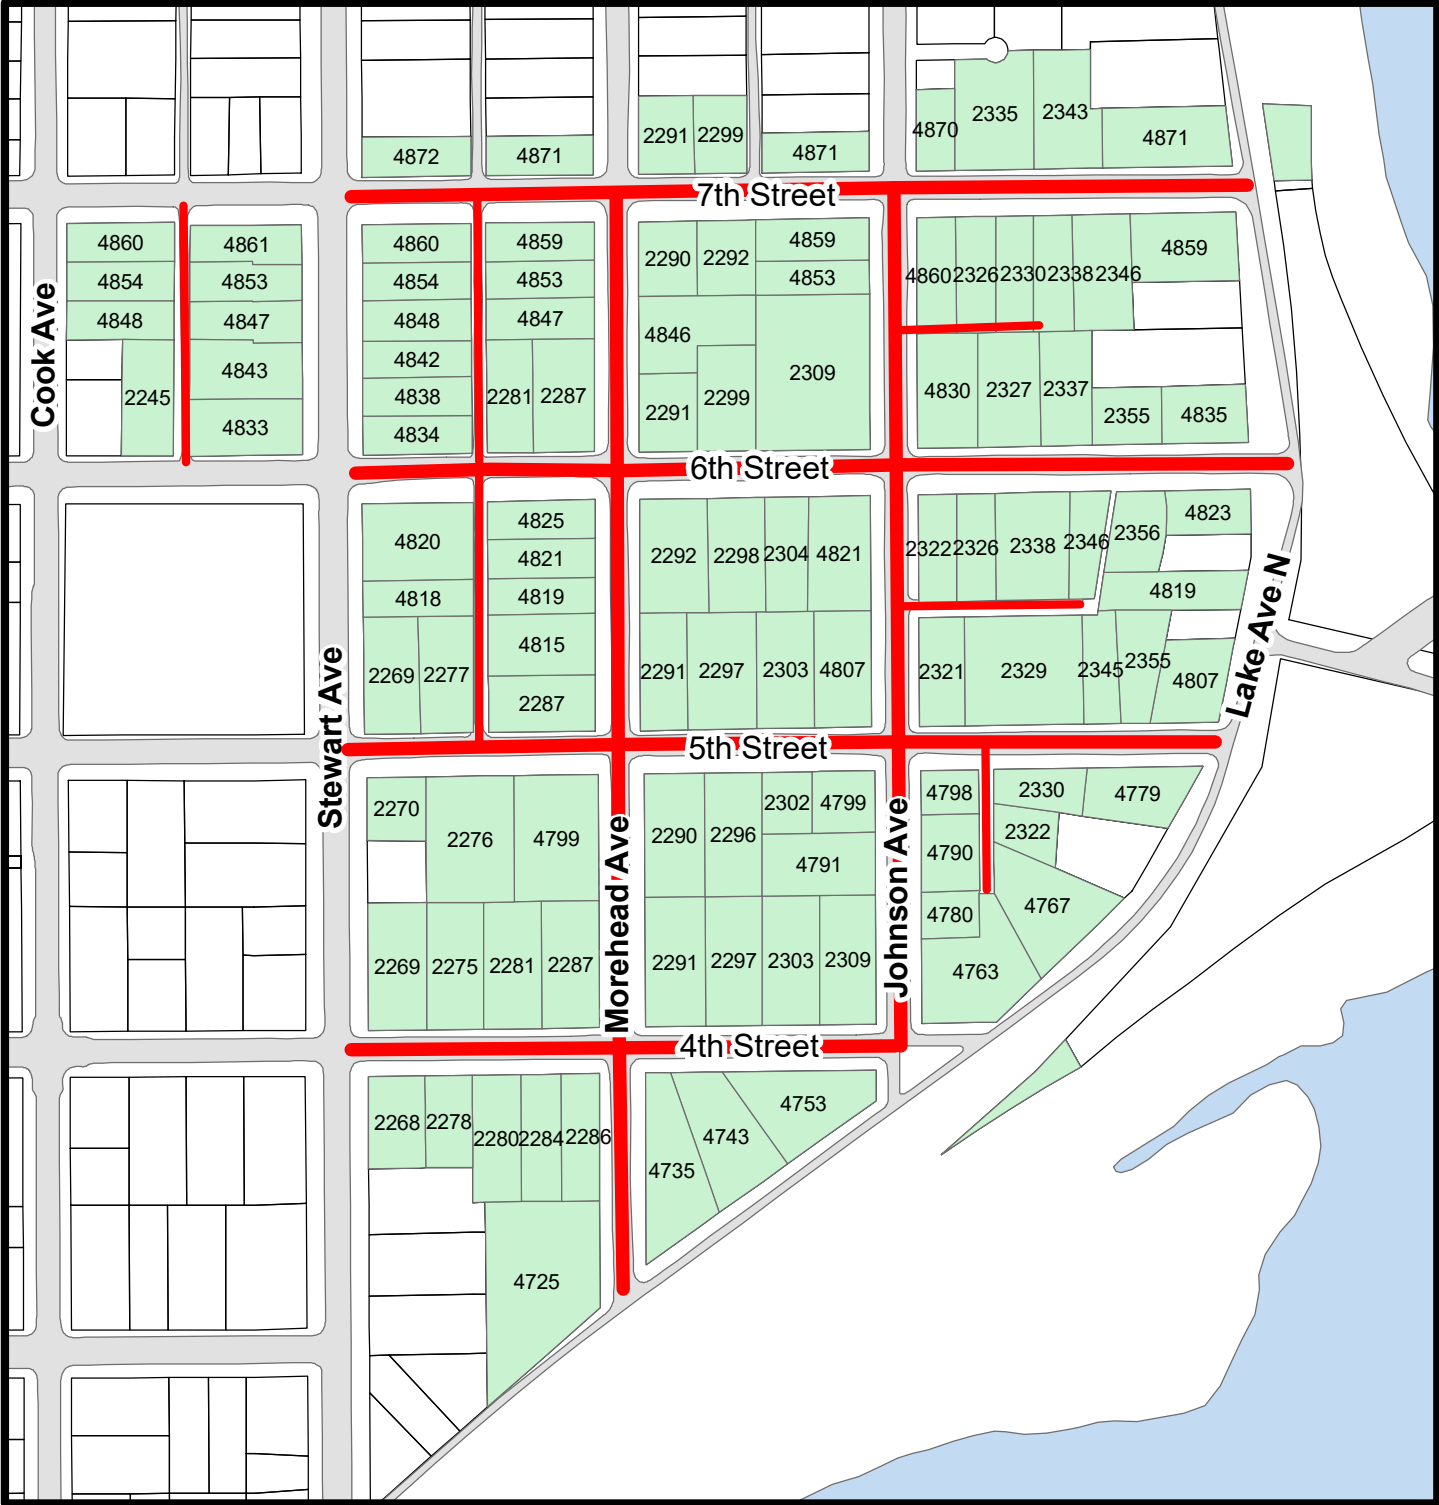 2291 2299
4870 2335 2343
4872 4871 4871 4871
7th Street
4860 4861 4860 4859 2290 2292 4859 4860 2326 2330 2338 2346 4859
4854 4853 4854 4853 4853
4848 4847 4848 4847 4846
4843 4842 2309
2245 4838 2281 2287 2299 4830 2327 2337
4833 4834 2291 2355 4835
Cook Ave
6th Street
4820 4825 2292 2298 2304 4821 2322 2326 2338 2346 2356 4823
4821
4818 4819 4819
4815
2269 2277 2291 2297 2303 4807 2321 2329 2345 2355 4807
2287
Stewart Ave
Lake Ave N
5th Street
2270 2276 4799 2290 2296 2302 4799 4798 2330 4779
4791 4790 2322
4780 4767
2269 2275 2281 2287 2291 2297 2303 2309 4763
Morehead Ave
Johnson Ave
4th Street
2268 2278 2280 2284 2286 4753
4743
4735
4725